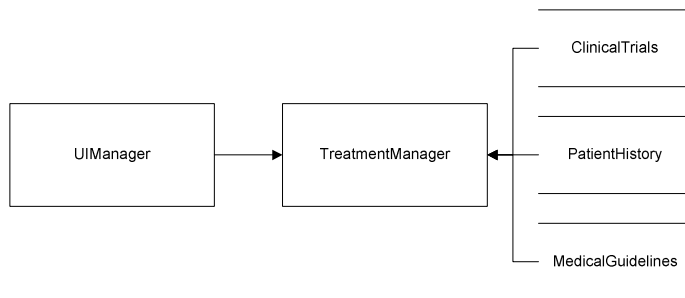 UIManager
TreatmentManager
ClinicalTrials
PatientHistory
MedicalGuidelines